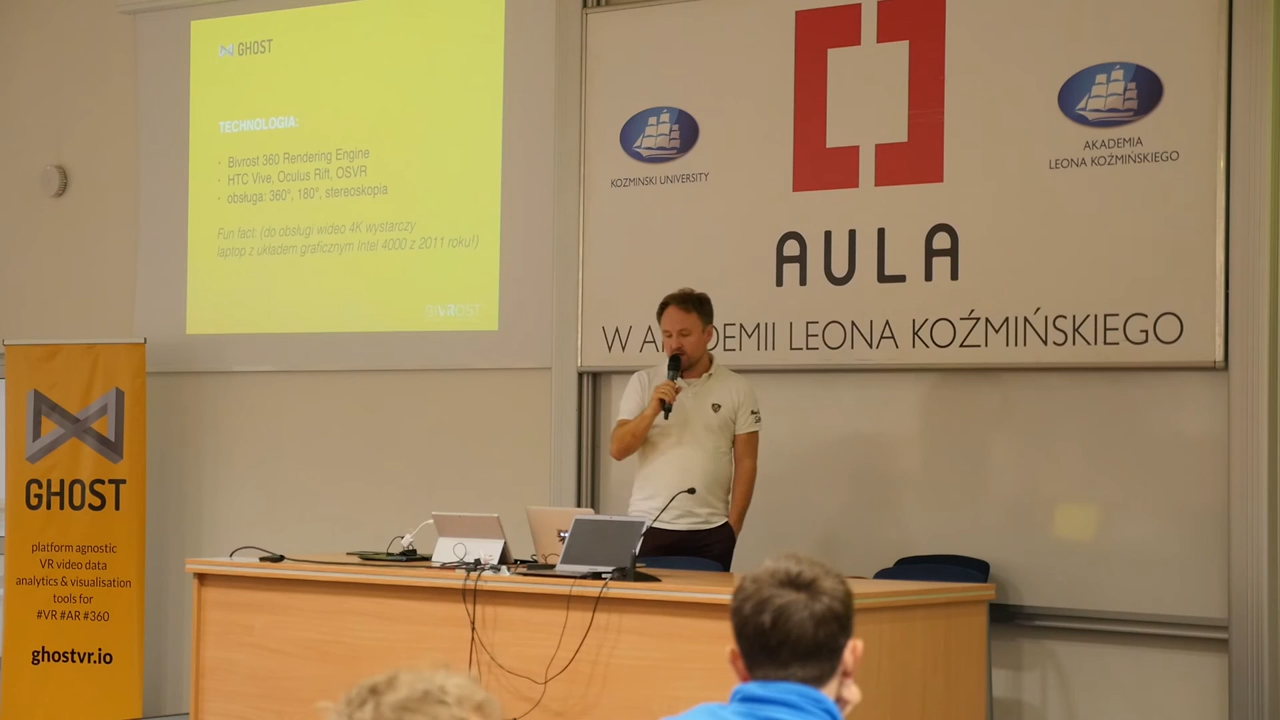 GHOST
TECHNOLOGIA:
• Bivrost 360 Rendering Engine
• HTC Vive, Oculus Rift, OSVR
• obsługa: 360°, 180°, stereoskopia
Fun fact: (do obsługi wideo 4K wystarczy
laptop z układem graficznym Intel 4000 z 2011 roku!)
BIVROST
KOZMINSKI UNIVERSITY
AKADEMIA
LEONA KOŹMIŃSKIEGO
AULA
W AKADEMII LEONA KOŹMIŃSKIEGO
GHOST
platform agnostic
VR video data
analytics & visualisation
tools for
#VR #AR #360
ghostvr.io